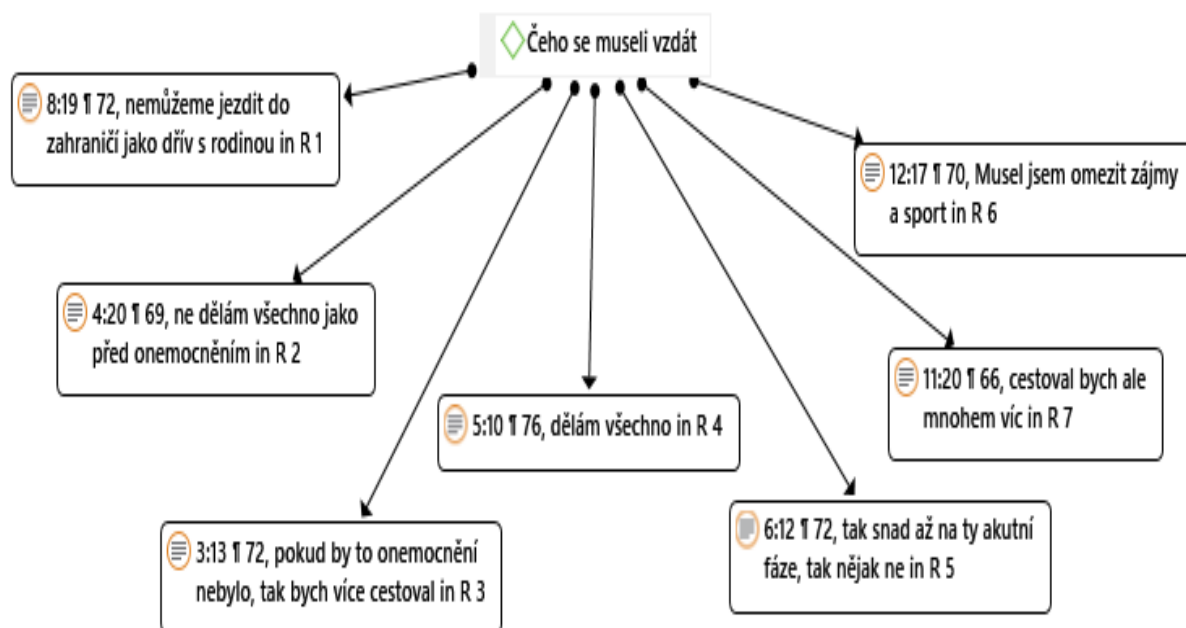 Čeho se museli vzdát
8:19 ¶ 72, nemůžeme jezdit do
zahraničí jako dřív s rodinou in R 1
12:17 ¶ 70, Musel jsem omezit zájmy
a sport in R 6
4:20 ¶ 69, ne dělám všechno jako
před onemocněním in R 2
11:20 ¶ 66, cestoval bych ale
mnohem víc in R 7
5:10 ¶ 76, dělám všechno in R 4
6:12 ¶ 72, tak snad až na ty akutní
fáze, tak nějak ne in R 5
3:13 ¶ 72, pokud by to onemocnění
nebylo, tak bych více cestoval in R 3